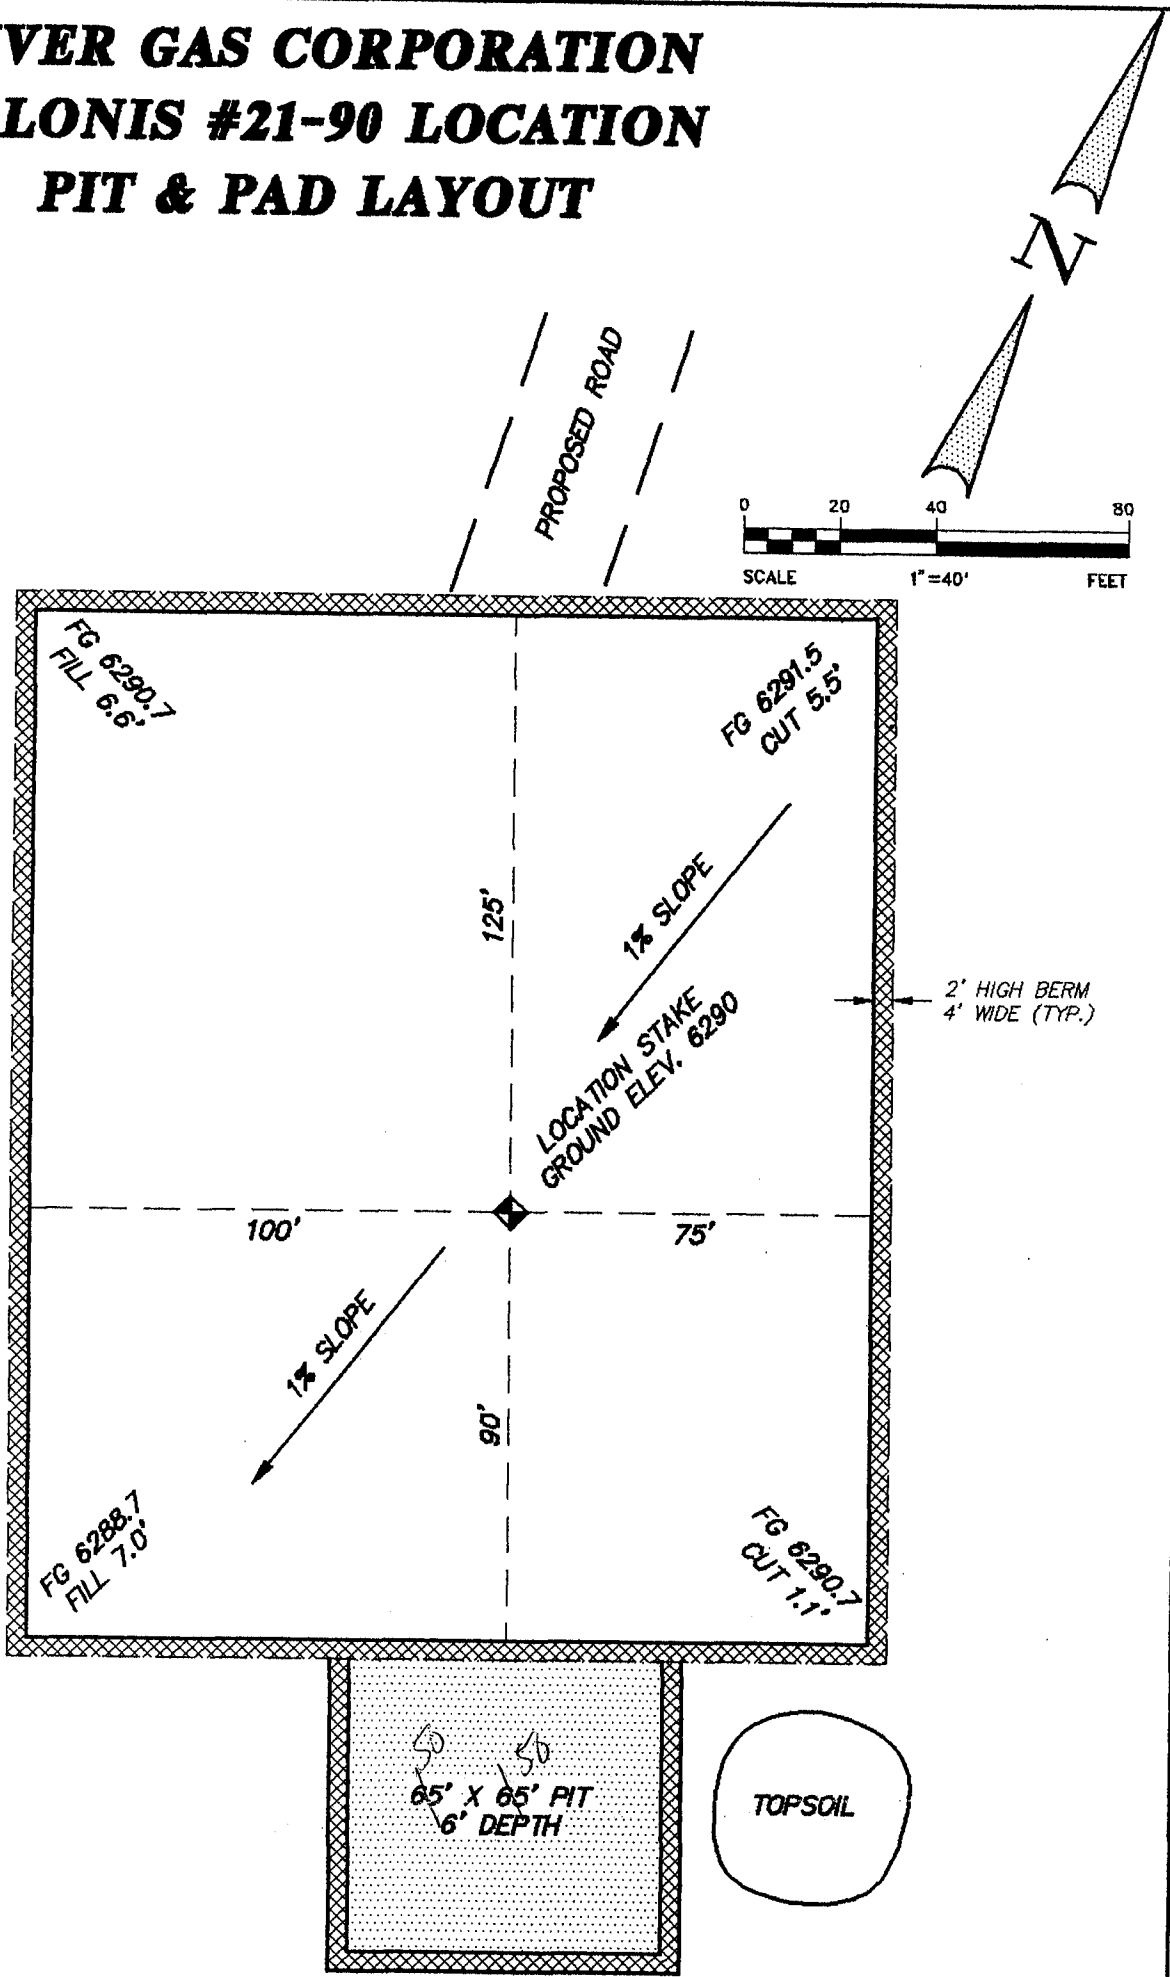 GAS CORPORATION
#21-90 LOCATION
PIT & PAD LAYOUT
N
PROPOSED ROAD
0 20 40 80
SCALE 1"=40' FEET
FG 6290.7
FILL 6.6'
FG 6291.5
CUT 5.5'
125'
1% SLOPE
2' HIGH BERM
4' WIDE (TYP.)
LOCATION STAKE
GROUND ELEV. 6290
100'
75'
1% SLOPE
90'
FG 6288.7
FILL 7.0'
FG 6290.7
CUT 1.1'
50 50
65' X 65' PIT
6' DEPTH
TOPSOIL